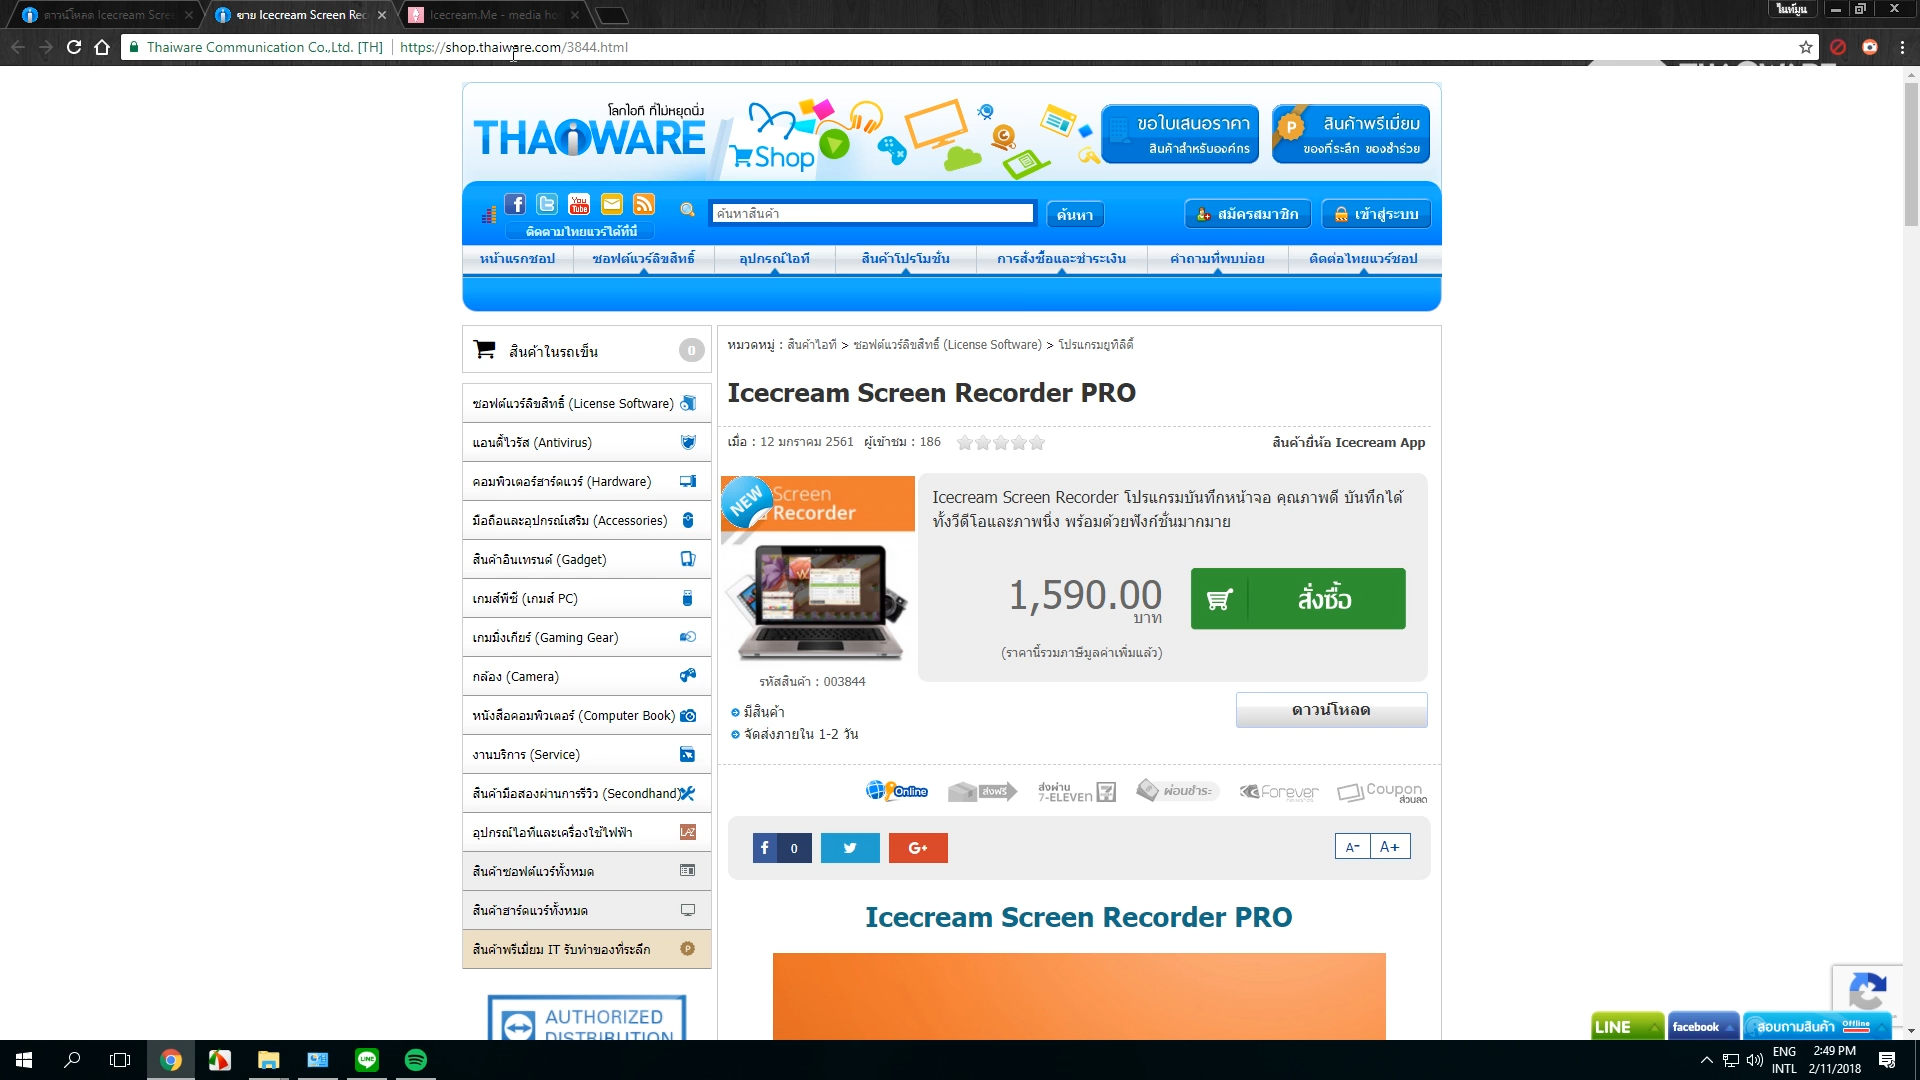 ดาวน์โหลด Icecream Scre
ขาย Icecream Screen Rec
Icecream.Me - media ho
ไนท์มูน
Thaiware Communication Co.,Ltd. [TH]
https://shop.thaiware.com/3844.html
โลกไอที ที่ไม่หยุดนิ่ง
THAIWARE
Shop
ขอใบเสนอราคา
สินค้าสำหรับองค์กร
P
สินค้าพรีเมี่ยม
ของที่ระลึก ของชำร่วย
You Tube
ติดตามไทยแวร์ได้ที่นี่
ค้นหาสินค้า
ค้นหา
สมัครสมาชิก
เข้าสู่ระบบ
หน้าแรกชอป
ซอฟต์แวร์ลิขสิทธิ์
อุปกรณ์ไอที
สินค้าโปรโมชั่น
การสั่งซื้อและชำระเงิน
คำถามที่พบบ่อย
ติดต่อไทยแวร์ชอป
สินค้าในรถเข็น
0
หมวดหมู่ : สินค้าไอที > ซอฟต์แวร์ลิขสิทธิ์ (License Software) > โปรแกรมยูทิลิตี้
Icecream Screen Recorder PRO
เมื่อ : 12 มกราคม 2561 ผู้เข้าชม : 186
สินค้ายี่ห้อ Icecream App
NEW
Screen
Recorder
Icecream Screen Recorder โปรแกรมบันทึกหน้าจอ คุณภาพดี บันทึกได้
ทั้งวีดีโอและภาพนิ่ง พร้อมด้วยฟังก์ชั่นมากมาย
1,590.00
บาท
สั่งซื้อ
(ราคานี้รวมภาษีมูลค่าเพิ่มแล้ว)
รหัสสินค้า : 003844
มีสินค้า
จัดส่งภายใน 1-2 วัน
ดาวน์โหลด
Online
ส่งฟรี
ส่งผ่าน
7-ELEVEN
ผ่อนชำระ
Forever
Coupon
ส่วนลด
0
G+
A-
A+
Icecream Screen Recorder PRO
ซอฟต์แวร์ลิขสิทธิ์ (License Software)
แอนตี้ไวรัส (Antivirus)
คอมพิวเตอร์ฮาร์ดแวร์ (Hardware)
มือถือและอุปกรณ์เสริม (Accessories)
สินค้าอินเทรนด์ (Gadget)
เกมส์พีซี (เกมส์ PC)
เกมมิ่งเกียร์ (Gaming Gear)
กล้อง (Camera)
หนังสือคอมพิวเตอร์ (Computer Book)
งานบริการ (Service)
สินค้ามือสองผ่านการรีวิว (Secondhand)
อุปกรณ์ไอทีและเครื่องใช้ไฟฟ้า
สินค้าซอฟต์แวร์ทั้งหมด
สินค้าฮาร์ดแวร์ทั้งหมด
สินค้าพรีเมี่ยม IT รับทำของที่ระลึก
AUTHORIZED
DISTRIBUTION
LINE
facebook
สอบถามสินค้า
Offline
ENG
INTL
2:49 PM
2/11/2018